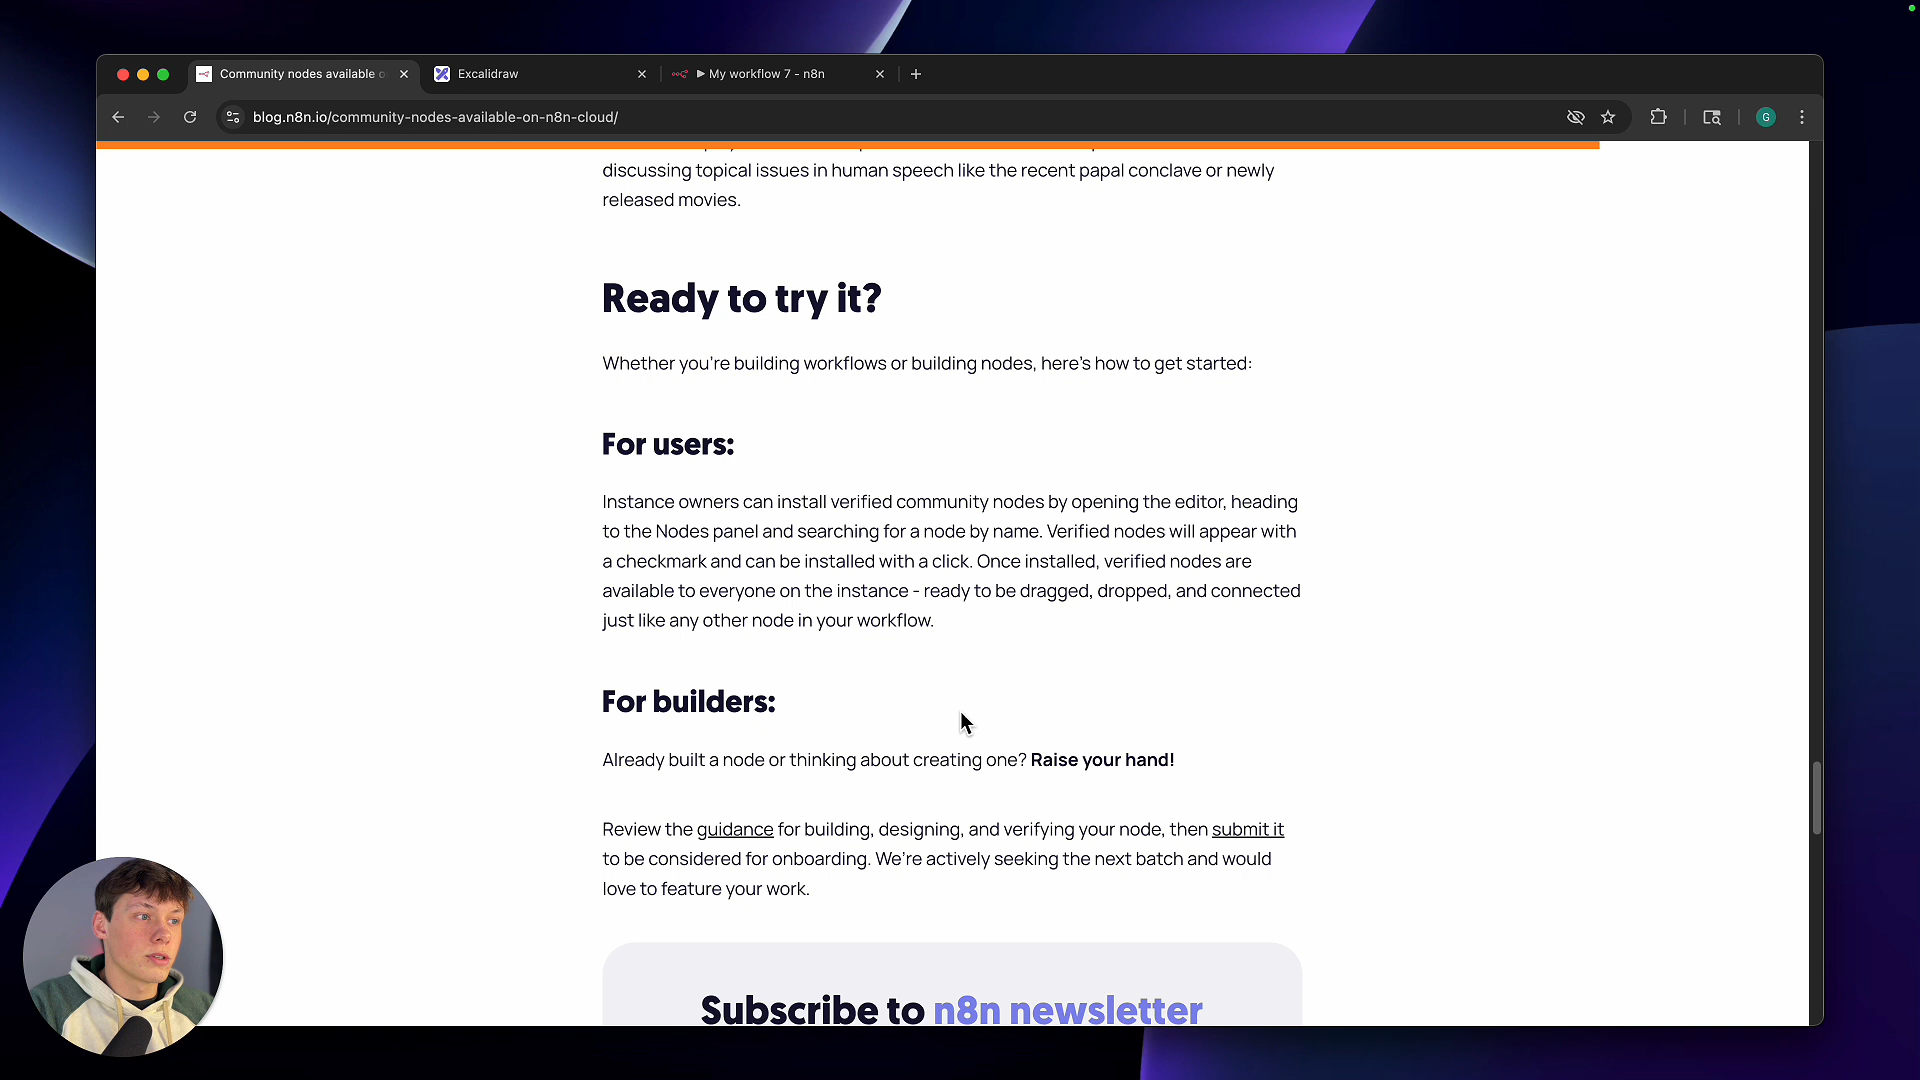 Community nodes available o
Excalidraw
My workflow 7 - n8n
blog.n8n.io/community-nodes-available-on-n8n-cloud/
G
discussing topical issues in human speech like the recent papal conclave or newly
released movies.
Ready to try it?
Whether you're building workflows or building nodes, here's how to get started:
For users:
Instance owners can install verified community nodes by opening the editor, heading
to the Nodes panel and searching for a node by name. Verified nodes will appear with
a checkmark and can be installed with a click. Once installed, verified nodes are
available to everyone on the instance - ready to be dragged, dropped, and connected
just like any other node in your workflow.
For builders:
Already built a node or thinking about creating one? Raise your hand!
Review the guidance for building, designing, and verifying your node, then submit it
to be considered for onboarding. We're actively seeking the next batch and would
love to feature your work.
Subscribe to n8n newsletter